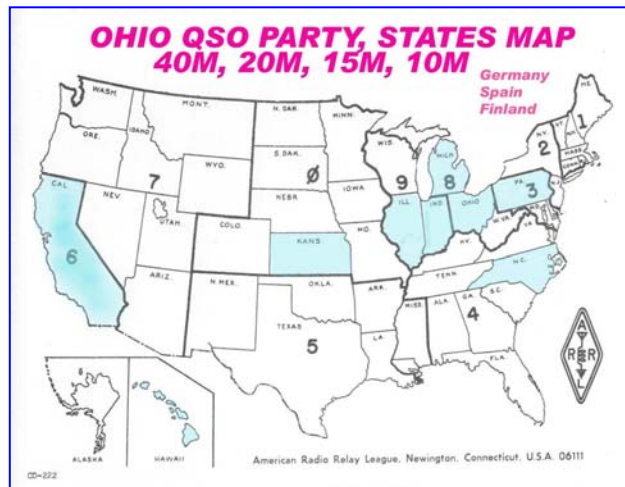 OHIO QSO PARTY, STATES MAP
40M, 20M, 15M, 10M
Germany
Spain
Finland
WASH.
MONT.
N. DAK.
MINN.
ME.
VT.
N.H.
1
ORE.
IDAHO
S. DAK.
WIS.
MICH
N.Y.
2
MASS.
CONN.
WYO.
7
Ø
9
8
PA.
3
N.J.
CAL
NEV.
UTAH
NEBR
IOWA
ILL
IND
OHIO
W.VA.
VA.
6
COLO.
KANS.
MO.
KY.
N.C.
TENN.
ARIZ.
N.MEX.
OKLA.
ARK.
S.C.
MISS.
ALA.
GA.
4
TEXAS
5
LA.
FLA.
A
R R
L
ALASKA
HAWAII
American Radio Relay League, Newington, Connecticut, U.S.A. 06111
CD-222